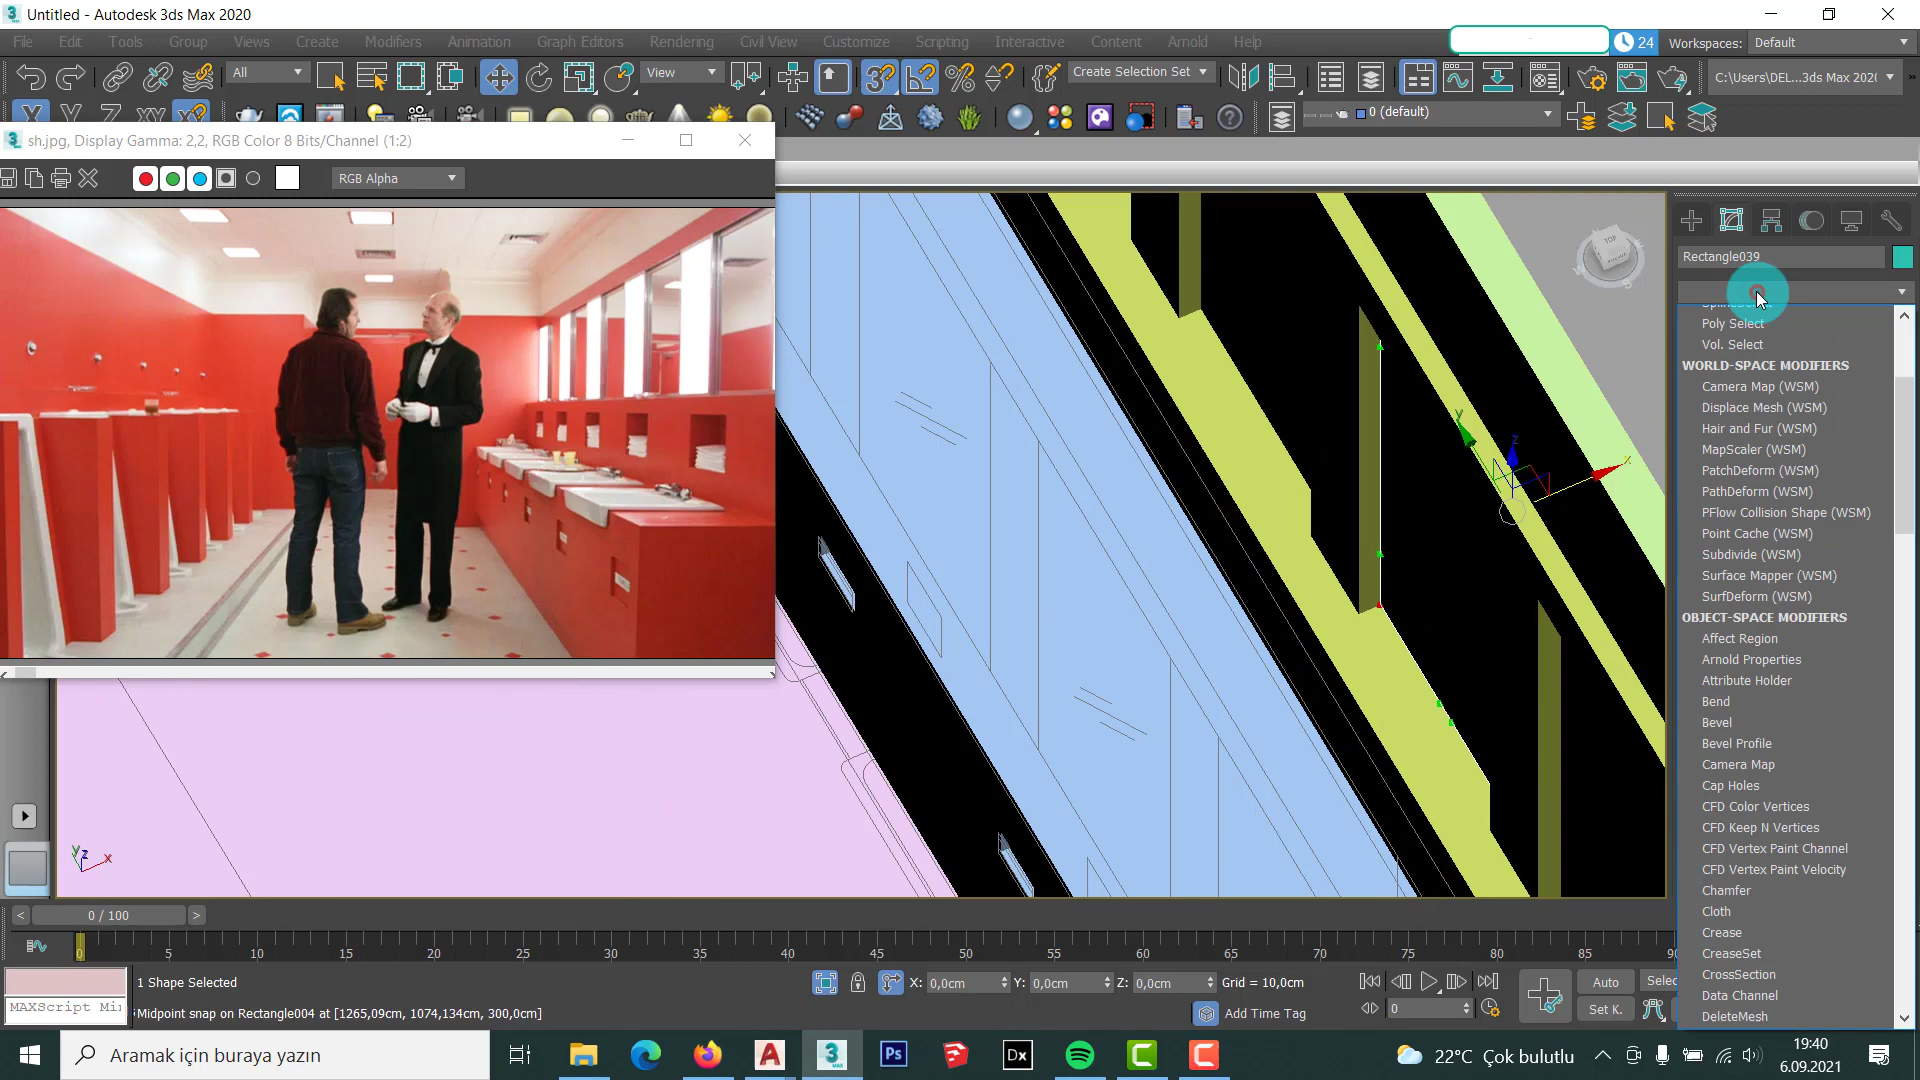 Untitled - Autodesk 3ds Max 2020
File Edit Tools Group Views Create Modifiers Animation Graph Editors Rendering Civil View Customize Scripting Interactive Content Arnold Help
24
Workspaces: Default
All
View
Create Selection Set
C:\Users\DEL...3ds Max 202
0 (default)
sh.jpg, Display Gamma: 2,2, RGB Color 8 Bits/Channel (1:2)
RGB Alpha
TOP
Rectangle039
Poly Select
Vol. Select
WORLD-SPACE MODIFIERS
Camera Map (WSM)
Displace Mesh (WSM)
Hair and Fur (WSM)
MapScaler (WSM)
PatchDeform (WSM)
PathDeform (WSM)
PFlow Collision Shape (WSM)
Point Cache (WSM)
Subdivide (WSM)
Surface Mapper (WSM)
SurfDeform (WSM)
OBJECT-SPACE MODIFIERS
Affect Region
Arnold Properties
Attribute Holder
Bend
Bevel
Bevel Profile
Camera Map
Cap Holes
CFD Color Vertices
CFD Keep N Vertices
CFD Vertex Paint Channel
CFD Vertex Paint Velocity
Chamfer
Cloth
Crease
CreaseSet
CrossSection
Data Channel
DeleteMesh
y z x
y z x
< 0 / 100 >
0 5 10 15 20 25 30 35 40 45 50 55 60 65 70 75 80 85
1 Shape Selected
X: 0,0cm Y: 0,0cm Z: 0,0cm Grid = 10,0cm
Auto
MAXScript Mi
Midpoint snap on Rectangle004 at [1265,09cm, 1074,134cm, 300,0cm]
Add Time Tag
0
Set K.
Aramak için buraya yazın
Ps
Dx
22°C Çok bulutlu
19:40
6.09.2021